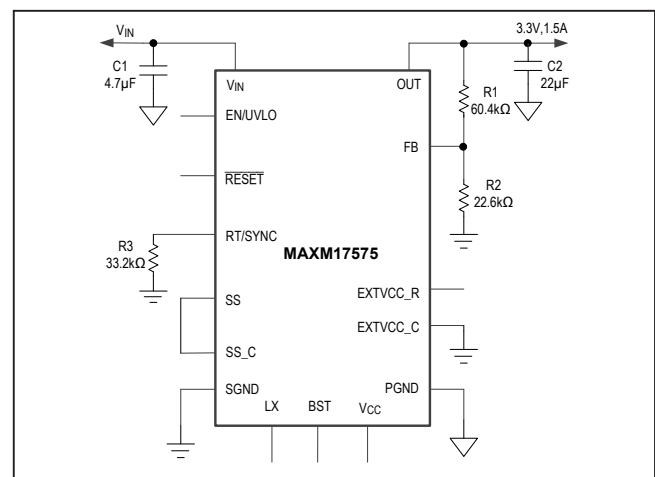 VIN
3.3V,1.5A
C1
4.7µF
C2
22µF
VIN
OUT
R1
60.4kΩ
EN/UVLO
FB
RESET
R2
22.6kΩ
RT/SYNC
MAXM17575
R3
33.2kΩ
SS
EXTVCC_R
EXTVCC_C
SS_C
SGND
PGND
LX
BST
VCC